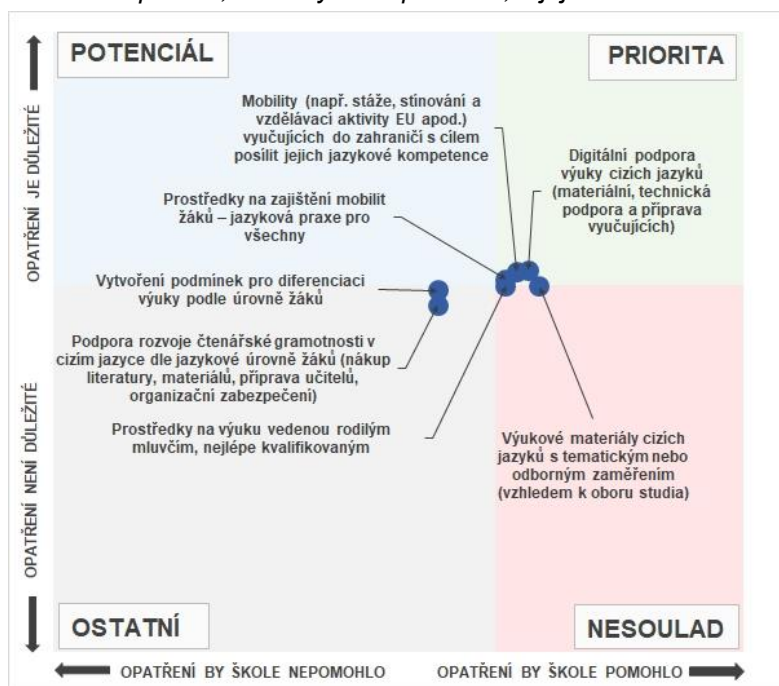 POTENCIÁL
PRIORITA
Mobility (např. stáže, stínování a
vzdělávací aktivity EU apod.)
vyučujících do zahraničí s cílem
posílit jejich jazykové kompetence
Digitální podpora
výuky cizích jazyků
(materiální, technická
podpora a příprava
vyučujících)
Prostředky na zajištění mobilit
žáků – jazyková praxe pro
všechny
Vytvoření podmínek pro diferenciaci
výuky podle úrovně žáků
Podpora rozvoje čtenářské gramotnosti v
cizím jazyce dle jazykové úrovně žáků (nákup
literatury, materiálů, příprava učitelů,
organizační zabezpečení)
Prostředky na výuku vedenou rodilým
mluvčím, nejlépe kvalifikovaným
Výukové materiály cizích
jazyků s tematickým nebo
odborným zaměřením
(vzhledem k oboru studia)
OPATŘENÍ JE DŮLEŽITÉ
OPATŘENÍ NENÍ DŮLEŽITÉ
OSTATNÍ
NESOULAD
OPATŘENÍ BY ŠKOLE NEPOMOHLO
OPATŘENÍ BY ŠKOLE POMOHLO